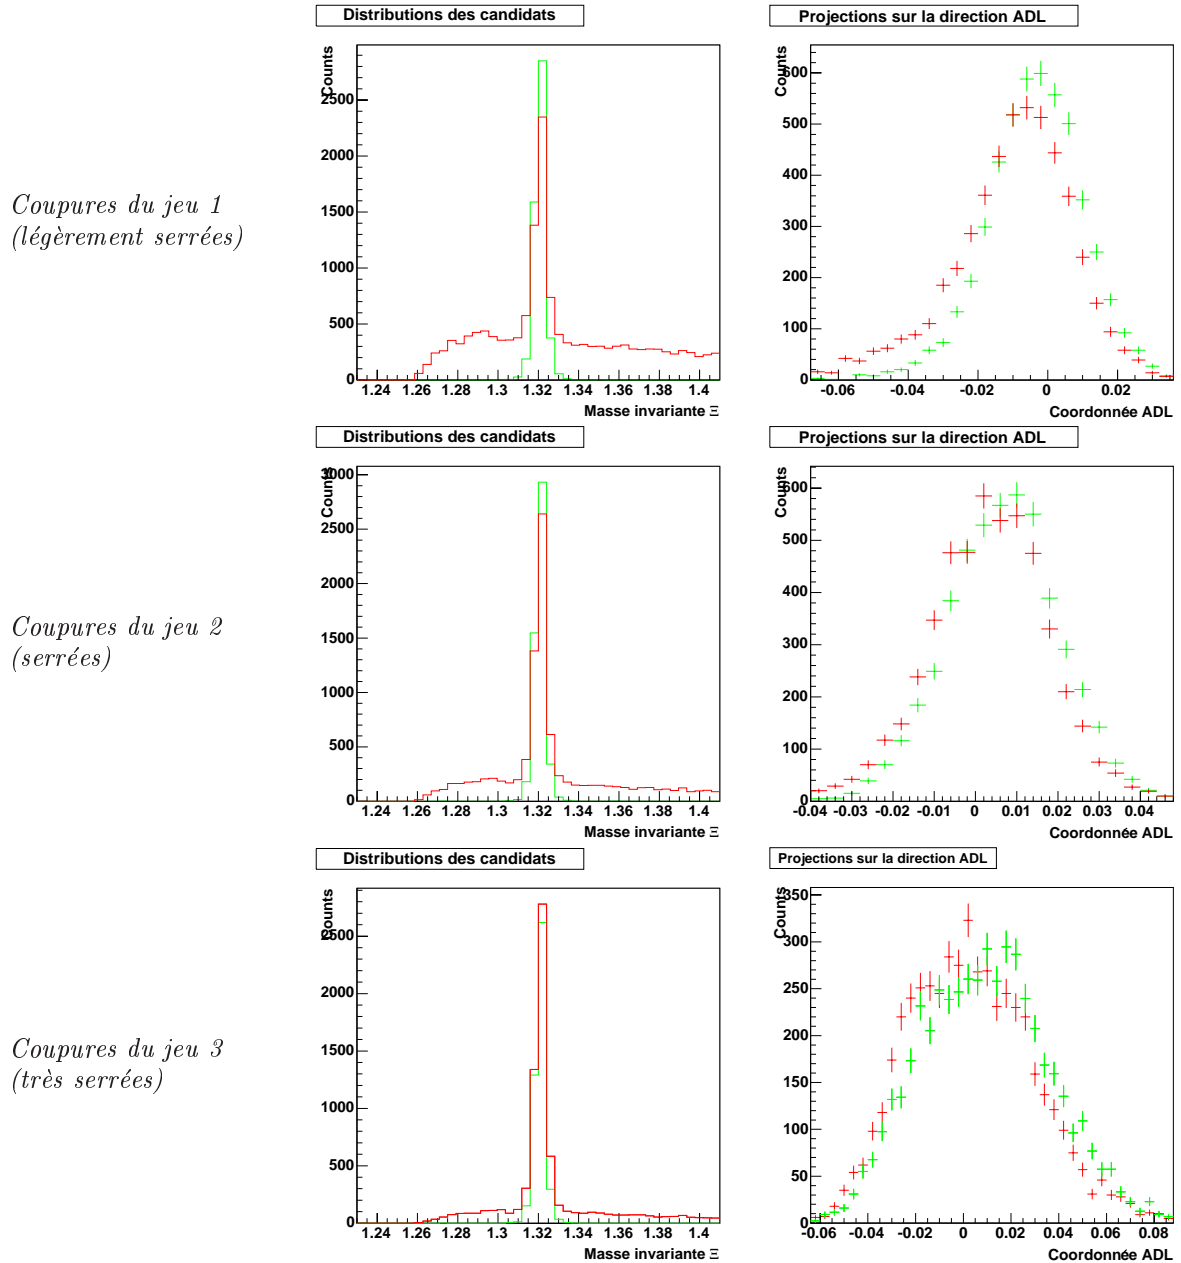 Distributions des candidats
Projections sur la direction ADL
Coupures du jeu 1
(légèrement serrées)
Counts
2500
2000
1500
1000
500
0
1.24 1.26 1.28 1.3 1.32 1.34 1.36 1.38 1.4
Masse invariante Ξ
Counts
600
500
400
300
200
100
0
-0.06 -0.04 -0.02 0 0.02
Coordonnée ADL
Distributions des candidats
Projections sur la direction ADL
Coupures du jeu 2
(serrées)
Counts
3000
2500
2000
1500
1000
500
0
1.24 1.26 1.28 1.3 1.32 1.34 1.36 1.38 1.4
Masse invariante Ξ
Counts
600
500
400
300
200
100
0
-0.04 -0.03 -0.02 -0.01 0 0.01 0.02 0.03 0.04
Coordonnée ADL
Distributions des candidats
Projections sur la direction ADL
Coupures du jeu 3
(très serrées)
Counts
2500
2000
1500
1000
500
0
1.24 1.26 1.28 1.3 1.32 1.34 1.36 1.38 1.4
Masse invariante Ξ
Counts
350
300
250
200
150
100
50
0
-0.06 -0.04 -0.02 0 0.02 0.04 0.06 0.08
Coordonnée ADL